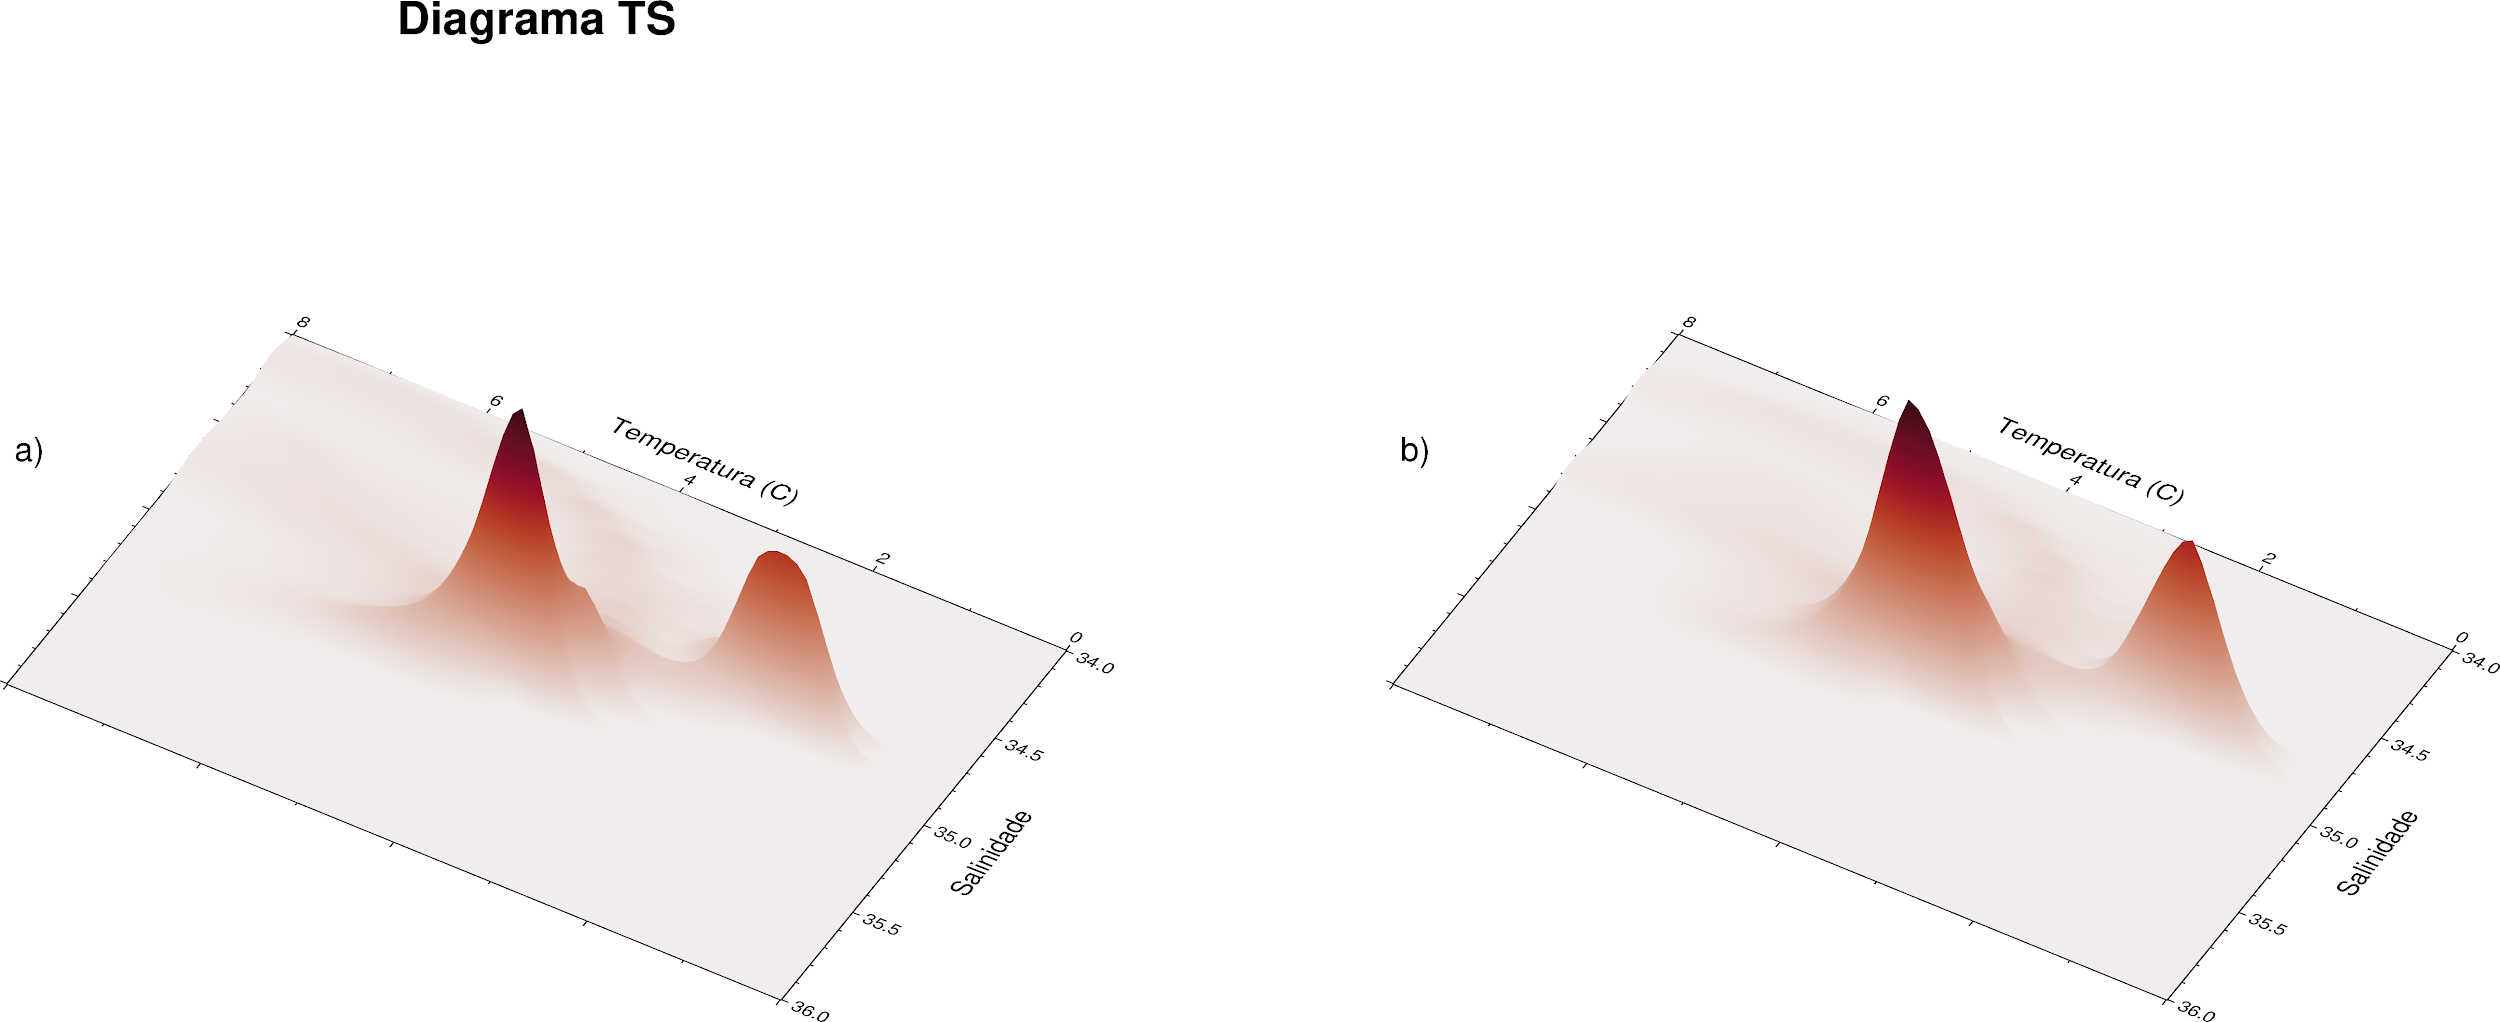 Diagrama TS
a)
8
6
Temperatura (C)
4
2
0
34.0
34.5
35.0
Salinidade
35.5
36.0
b)
8
6
Temperatura (C)
4
2
0
34.0
34.5
35.0
Salinidade
35.5
36.0